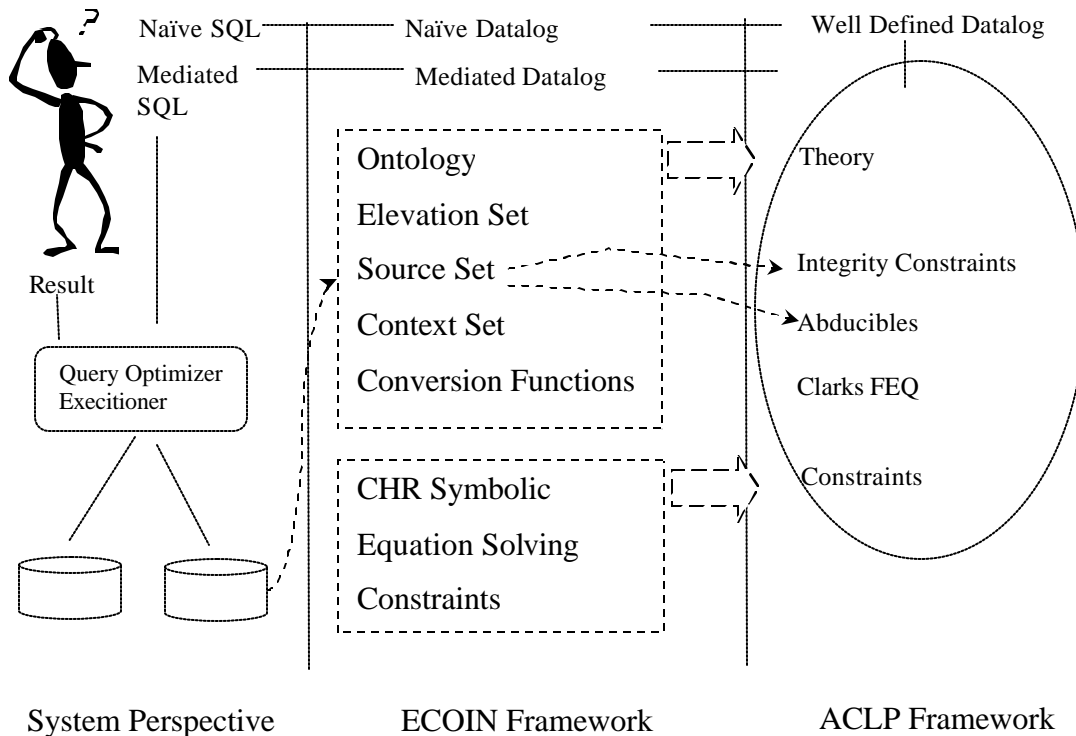 ?
Naïve SQL
Naïve Datalog
Well Defined Datalog
Mediated
SQL
Mediated Datalog
Result
Query Optimizer
Execitioner
Ontology
Elevation Set
Source Set
Context Set
Conversion Functions
CHR Symbolic
Equation Solving
Constraints
Theory
Integrity Constraints
Abducibles
Clarks FEQ
Constraints
System Perspective
ECOIN Framework
ACLP Framework